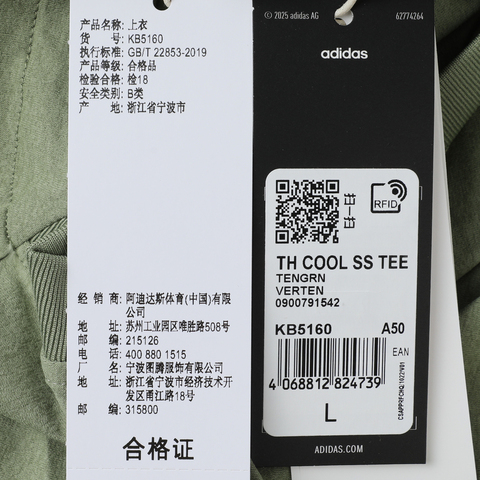 产品名称: 上衣
货 号: KB5160
执行标准: GB/T 22853-2019
产品等级: 合格品
检验合格: 检18
安全类别: B类
产 地: 浙江省宁波市
经 销 商: 阿迪达斯体育(中国)有限
公司
地址: 苏州工业园区唯胜路508号
邮编: 215126
电话: 400 880 1515
厂名: 宁波图腾服饰有限公司
地址: 浙江省宁波市经济技术开
发区甬江路18号
邮编: 315800
合格证
© 2025 adidas AG
62774264
adidas
RFID
TH COOL SS TEE
TENGRN
VERTEN
0900791542
KB5160 A50
EAN
4 068812 824739
L
ADIDAS.COM